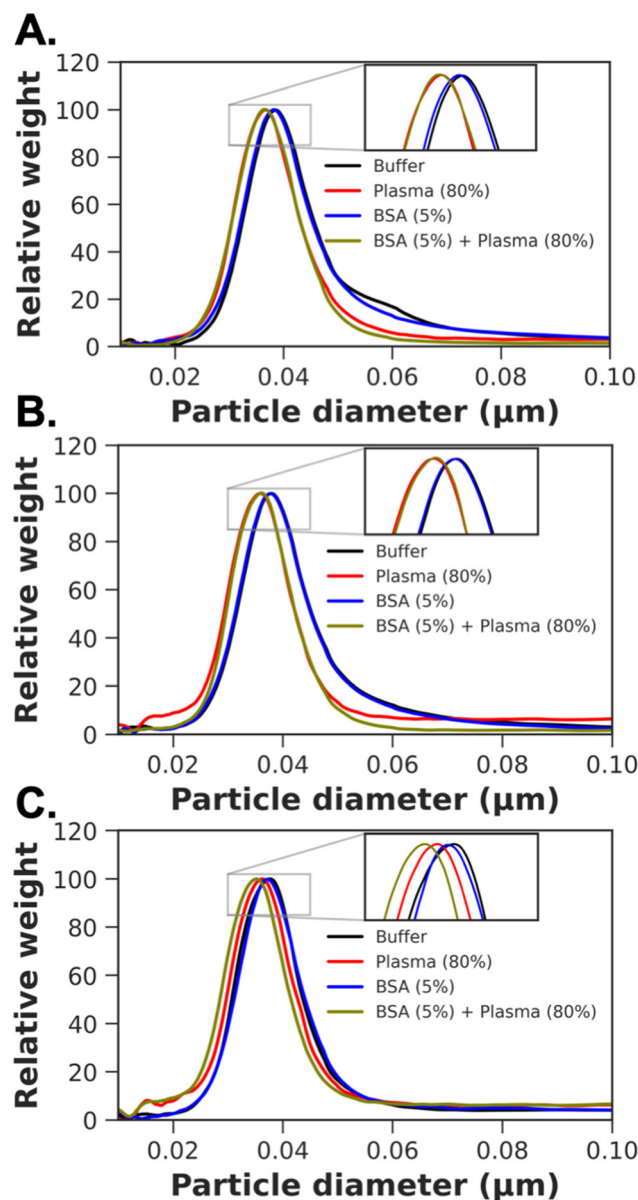 A.
120
100
80
60
40
20
0
Relative weight
Buffer
Plasma (80%)
BSA (5%)
BSA (5%) + Plasma (80%)
0.02 0.04 0.06 0.08 0.10
Particle diameter (μm)
B.
120
100
80
60
40
20
0
Relative weight
Buffer
Plasma (80%)
BSA (5%)
BSA (5%) + Plasma (80%)
0.02 0.04 0.06 0.08 0.10
Particle diameter (μm)
C.
120
100
80
60
40
20
0
Relative weight
Buffer
Plasma (80%)
BSA (5%)
BSA (5%) + Plasma (80%)
0.02 0.04 0.06 0.08 0.10
Particle diameter (μm)